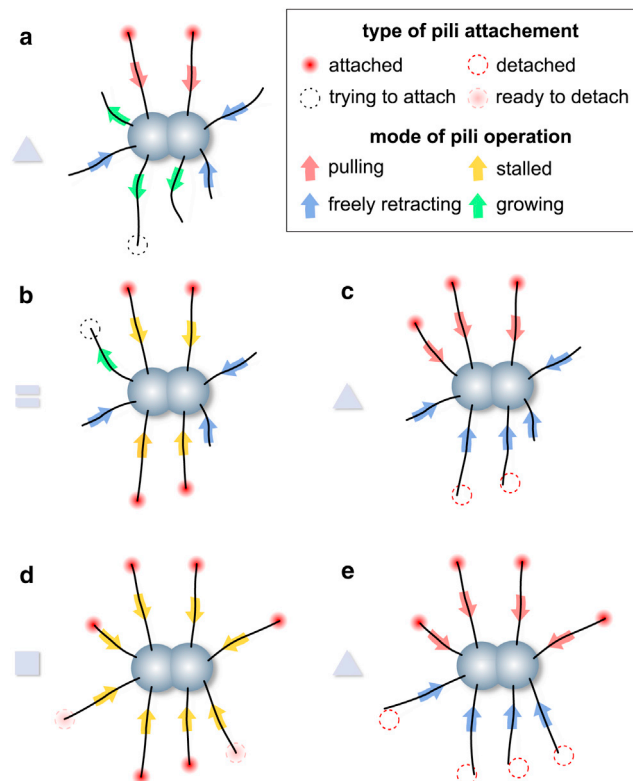 a
type of pili attachement
attached detached
trying to attach ready to detach
mode of pili operation
pulling stalled
freely retracting growing
b
c
d
e